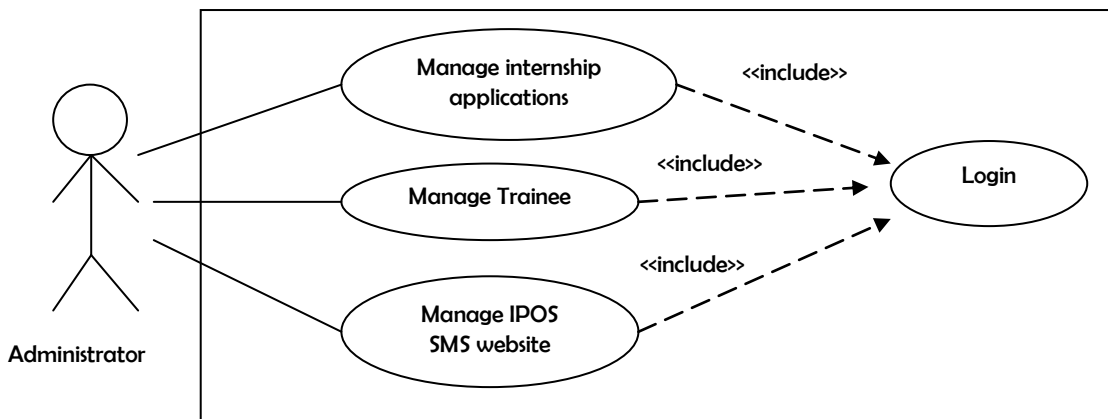 Manage internship
applications
<<include>>
<<include>>
Login
Manage Trainee
<<include>>
Manage IPOS
SMS website
Administrator